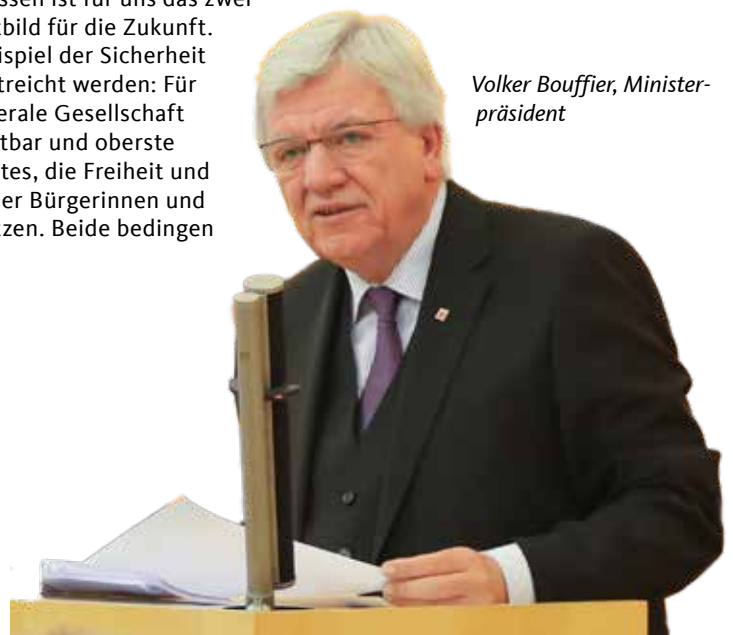 ssen ist für uns das zwei
kbild für die Zukunft.
ispiel der Sicherheit
treicht werden: Für
erale Gesellschaft
tbar und oberste
tes, die Freiheit und
er Bürgerinnen und
zen. Beide bedingen
Volker Bouffier, Minister-
präsident